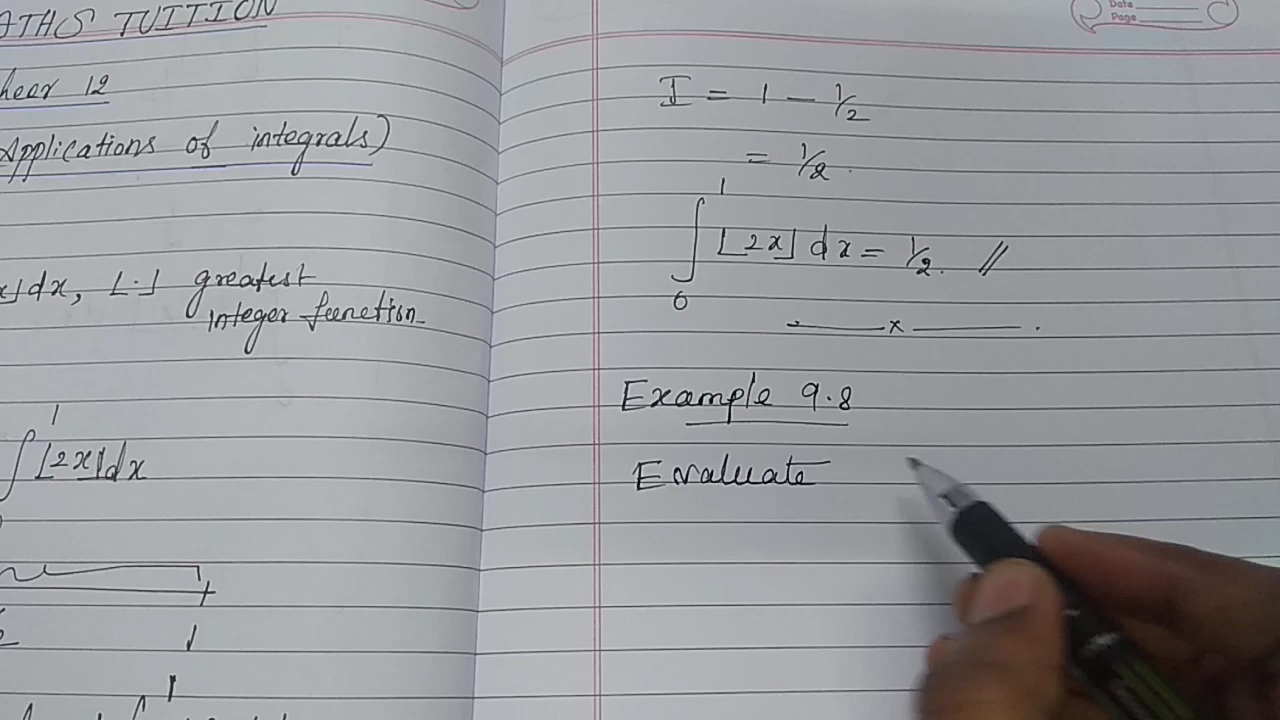 ATHS TUITION
12
Applications of integrals)
x⌋dx, ⌊.⌋ greatest
integer function
1
∫⌊2x⌋dx
1
Date
Page
I = 1 - 1/2
= 1/2.
1
∫ ⌊2x⌋ dx = 1/2. //
0
x
Example 9.8
Evaluate